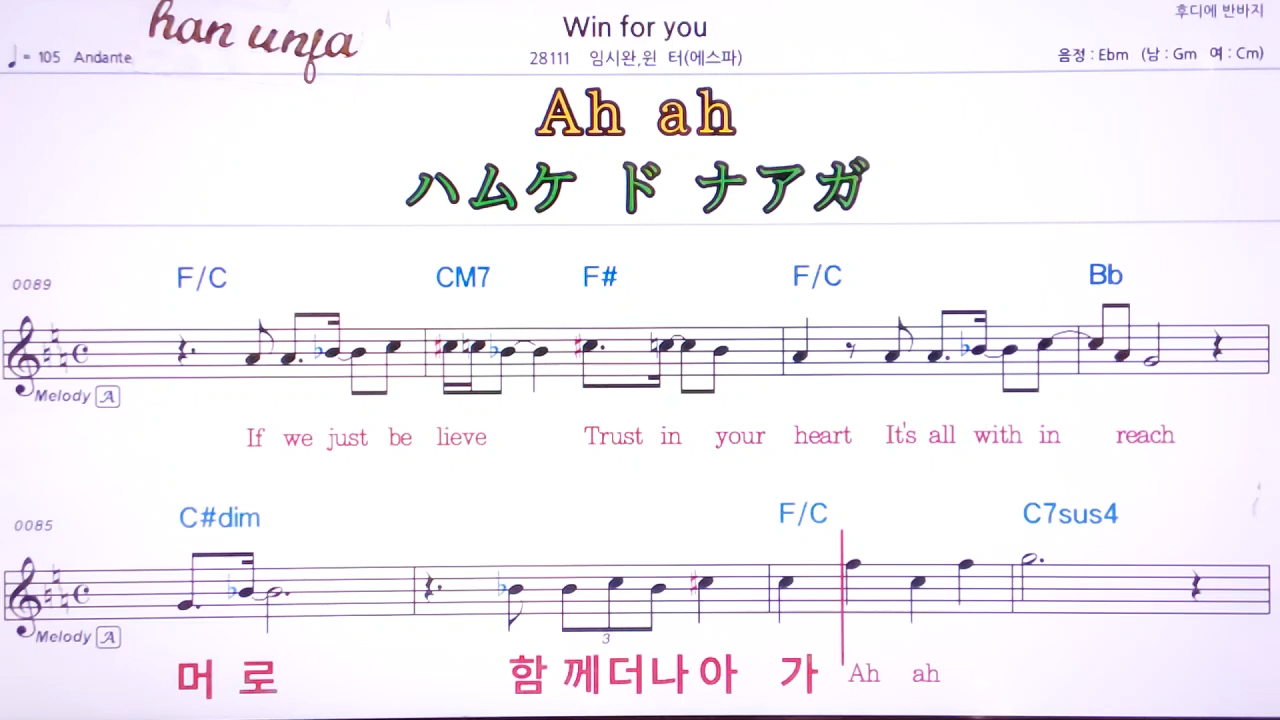 han unfa
Win for you
후디에 반바지
♩= 105 Andante
28111 임시완,윈 터(에스파)
음정 : Ebm (남 : Gm 여 : Cm)
Ah ah
ハムケ ド ナアガ
0089
F/C CM7 F# F/C Bb
Melody A
If we just be lieve Trust in your heart It's all with in reach
0085
C#dim F/C C7sus4
3
Melody A
머 로 함 께더나아 가 Ah ah